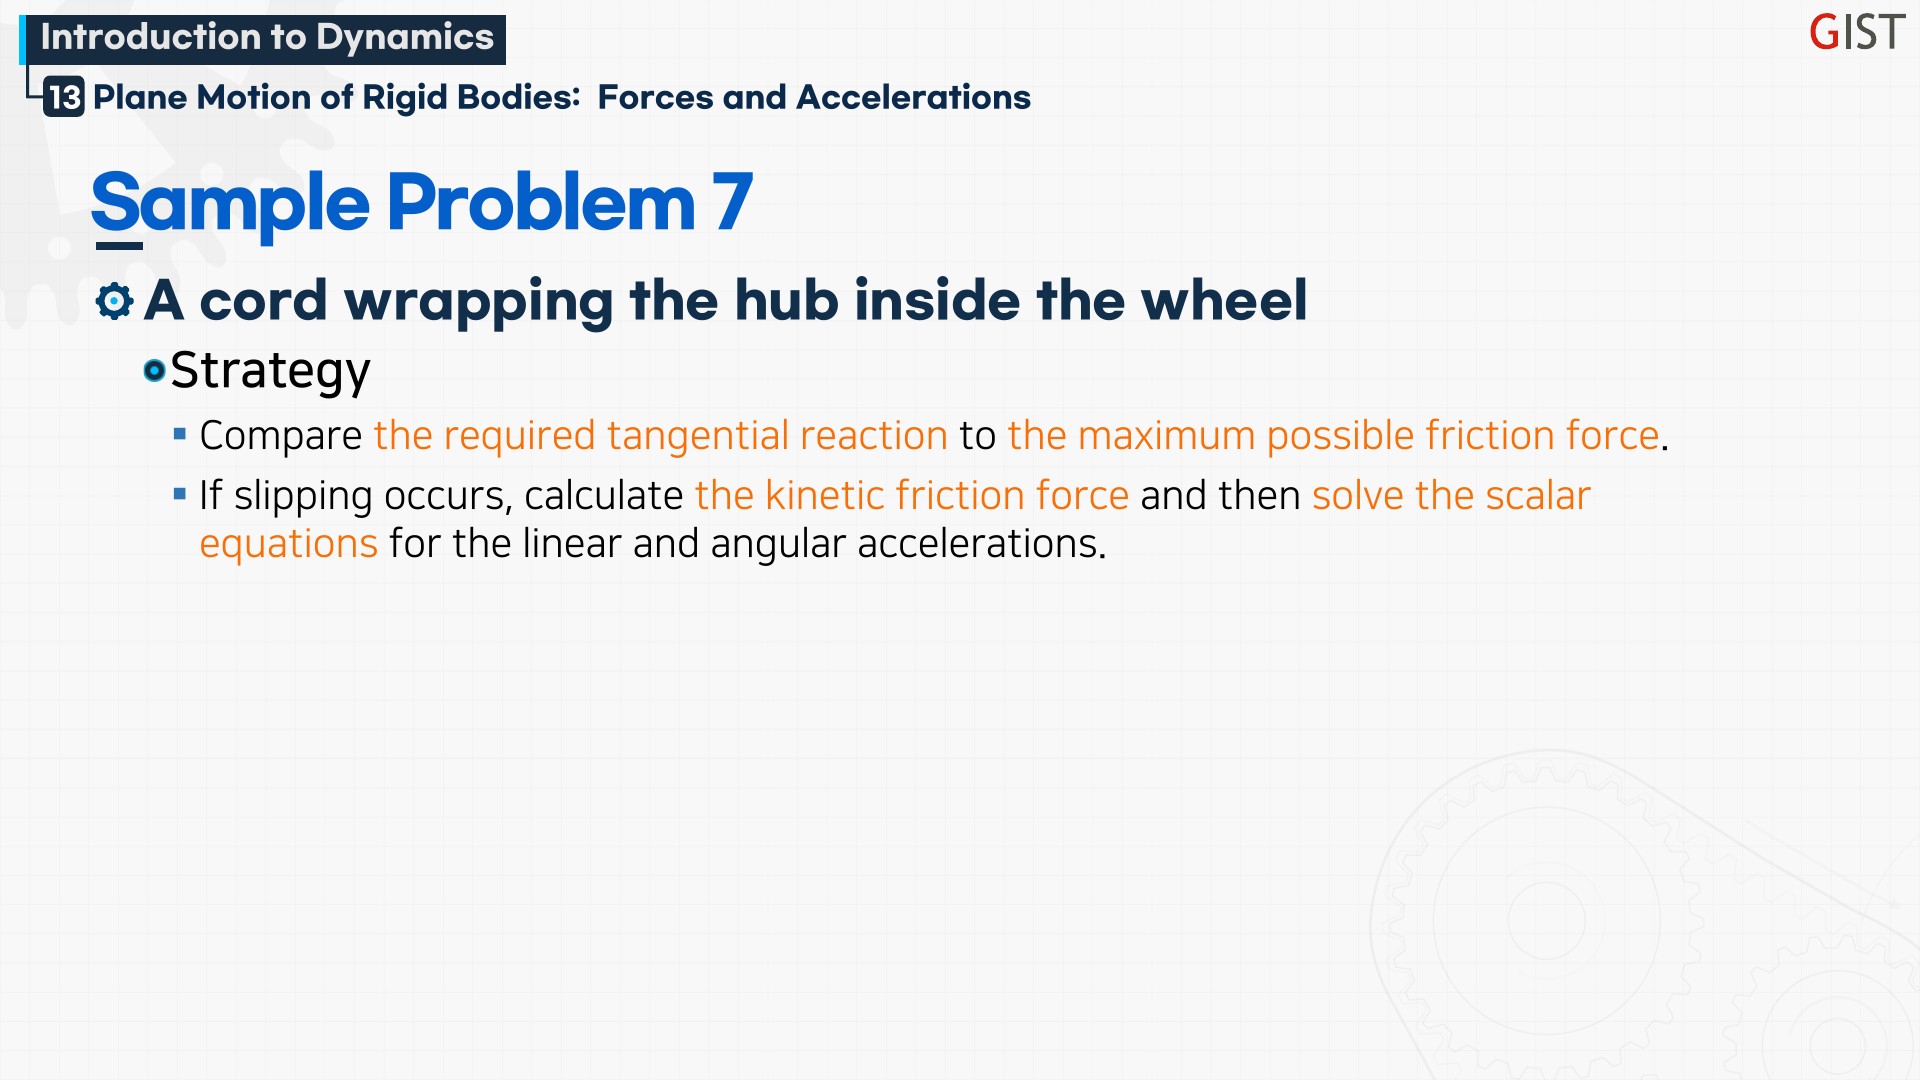 Introduction to Dynamics
GIST
13 Plane Motion of Rigid Bodies: Forces and Accelerations
Sample Problem 7
A cord wrapping the hub inside the wheel
Strategy
Compare the required tangential reaction to the maximum possible friction force.
If slipping occurs, calculate the kinetic friction force and then solve the scalar
equations for the linear and angular accelerations.